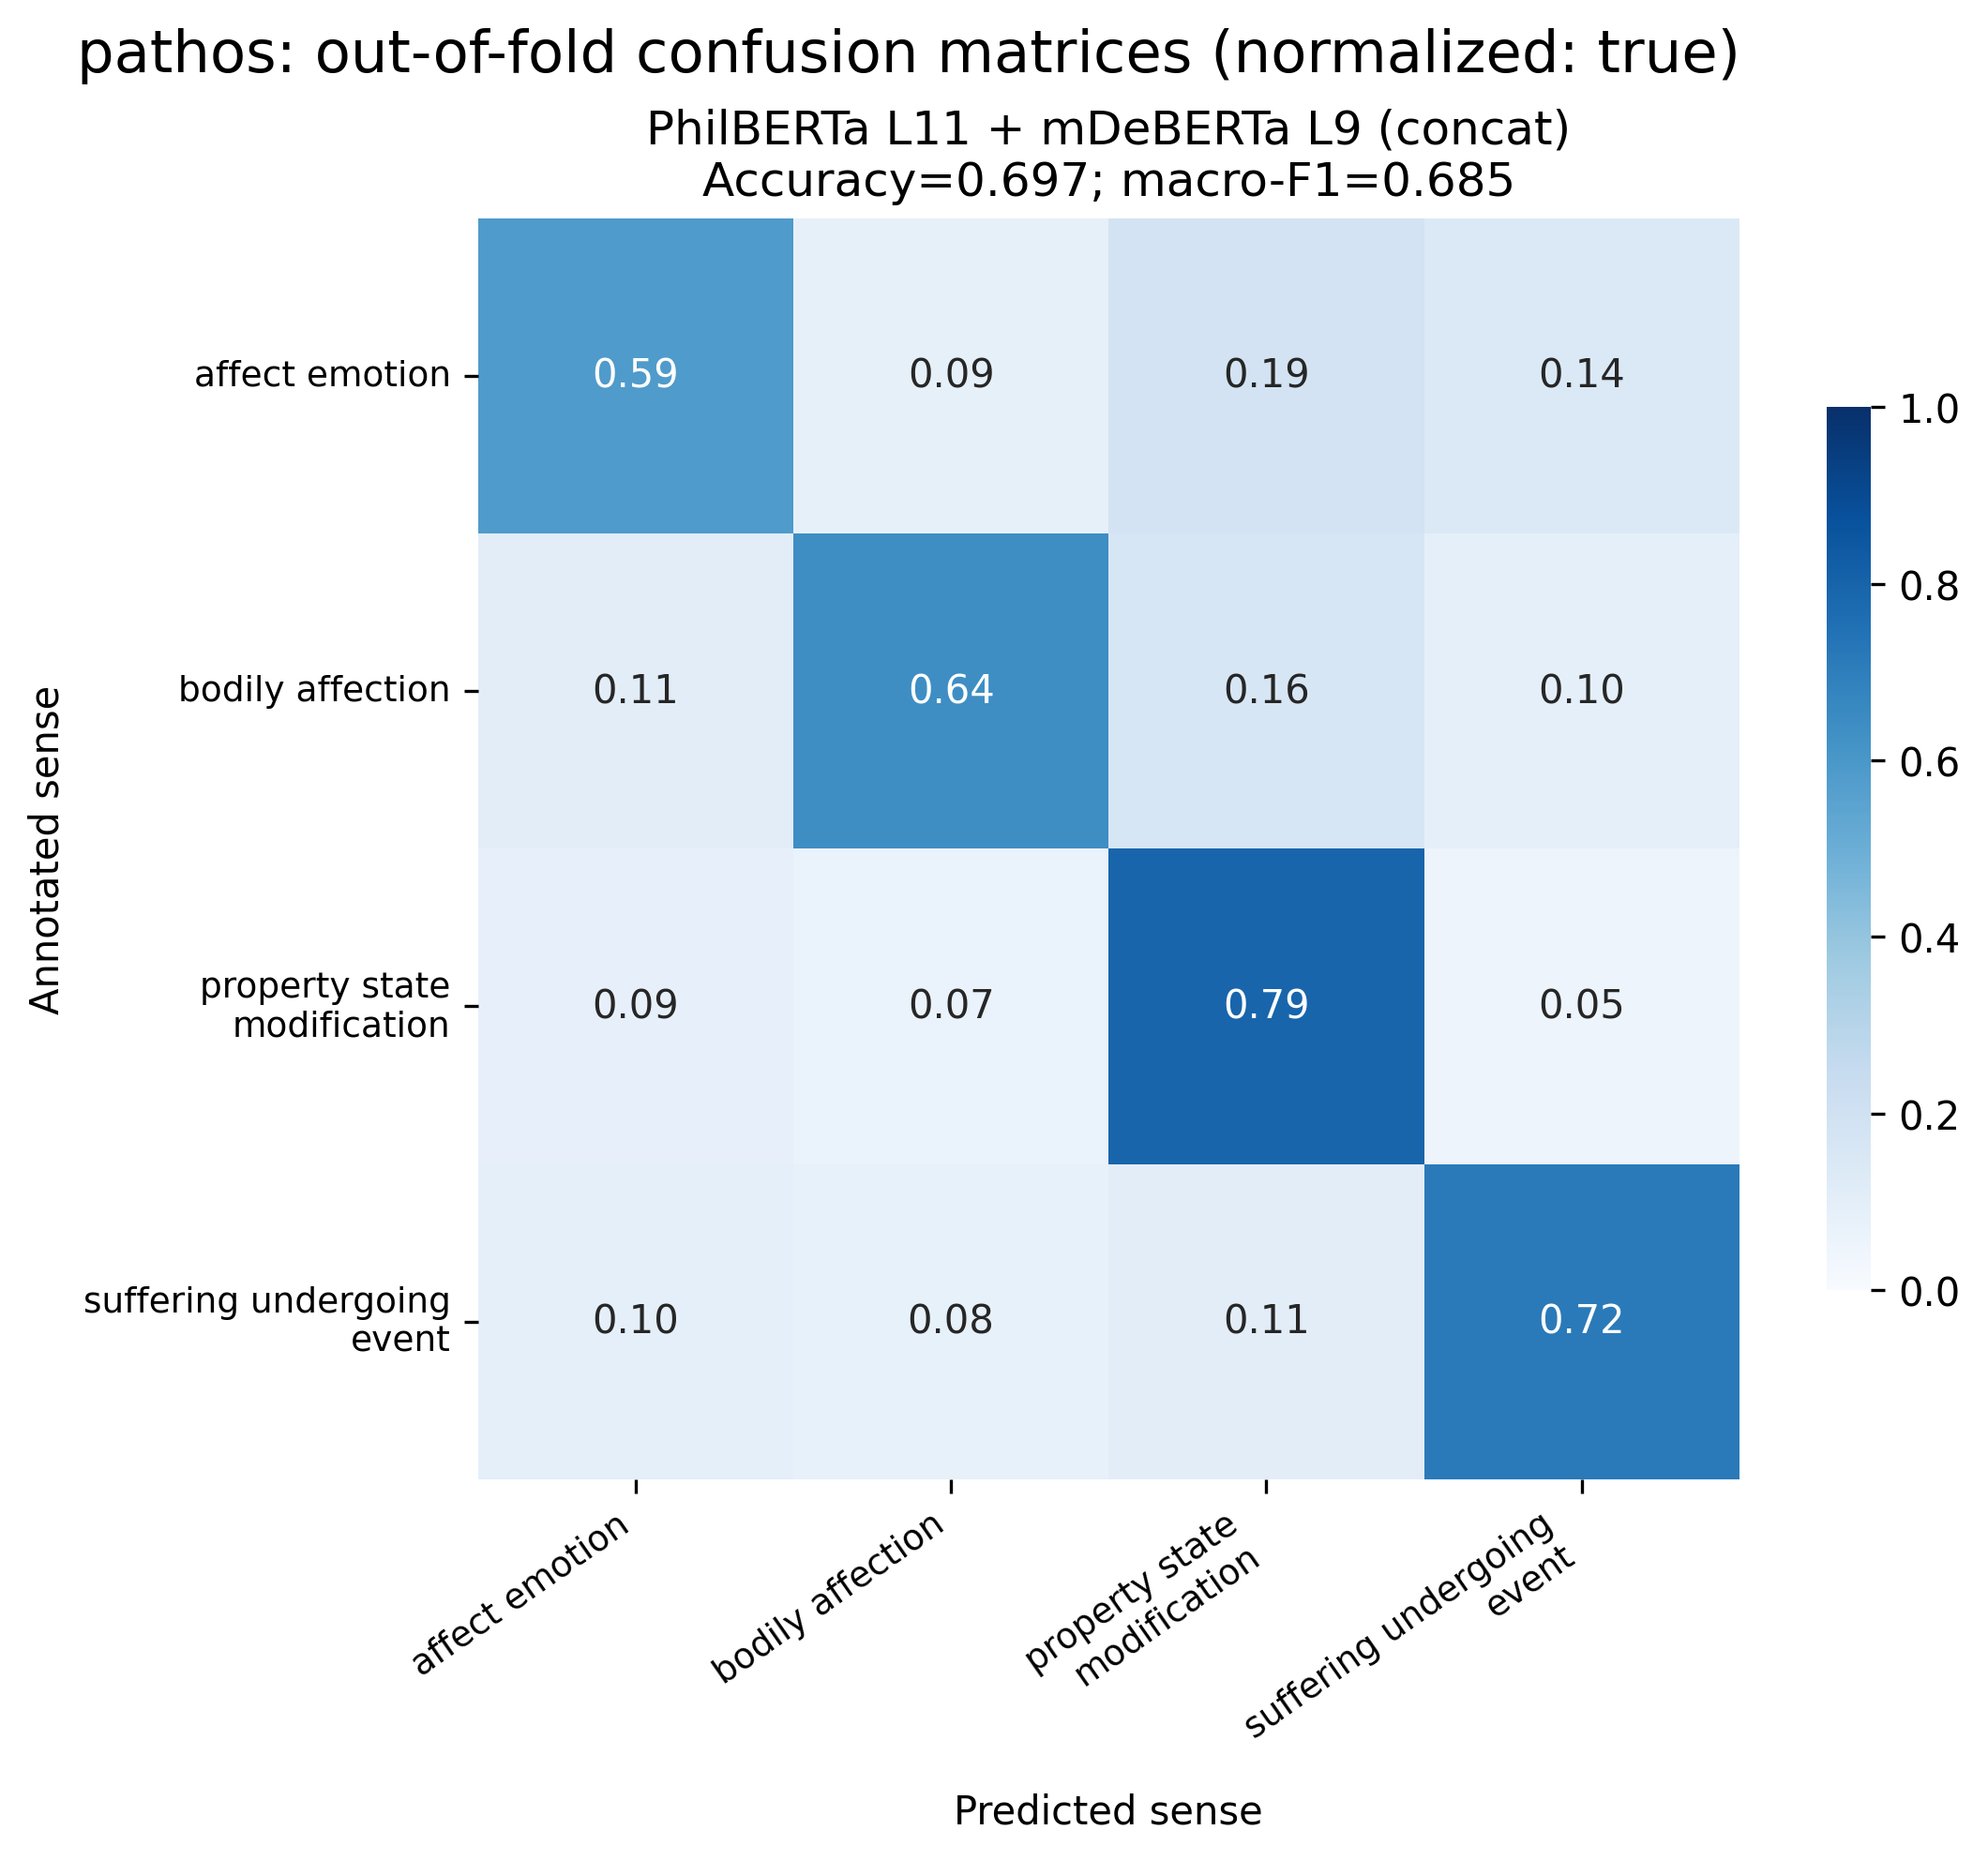 pathos: out-of-fold confusion matrices (normalized: true)
PhilBERTa L11 + mDeBERTa L9 (concat)
Accuracy=0.697; macro-F1=0.685
Annotated sense
affect emotion
0.59 0.09 0.19 0.14
bodily affection
0.11 0.64 0.16 0.10
property state
modification
0.09 0.07 0.79 0.05
suffering undergoing
event
0.10 0.08 0.11 0.72
affect emotion
bodily affection
property state
modification
suffering undergoing
event
Predicted sense
1.0
0.8
0.6
0.4
0.2
0.0